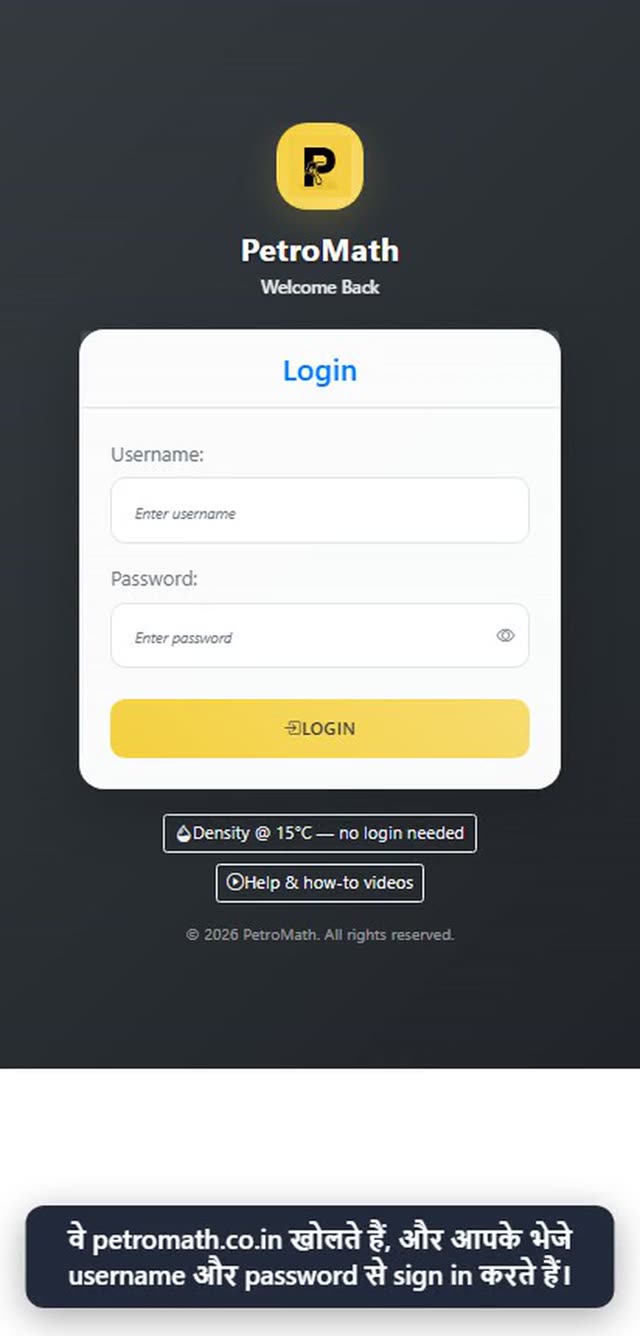 PetroMath
Welcome Back
Login
Username:
Enter username
Password:
Enter password
LOGIN
Density @ 15°C — no login needed
Help & how-to videos
© 2026 PetroMath. All rights reserved.
वे petromath.co.in खोलते हैं, और आपके भेजे
username और password से sign in करते हैं।